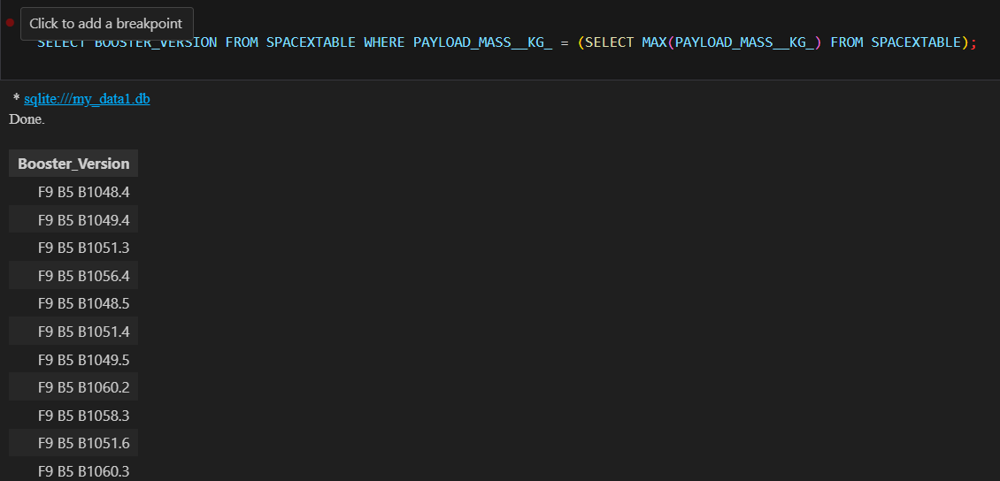 Click to add a breakpoint
SELECT BOOSTER_VERSION FROM SPACEXTABLE WHERE PAYLOAD_MASS__KG_ = (SELECT MAX(PAYLOAD_MASS__KG_) FROM SPACEXTABLE);
* sqlite:///my_data1.db
Done.
Booster_Version
F9 B5 B1048.4
F9 B5 B1049.4
F9 B5 B1051.3
F9 B5 B1056.4
F9 B5 B1048.5
F9 B5 B1051.4
F9 B5 B1049.5
F9 B5 B1060.2
F9 B5 B1058.3
F9 B5 B1051.6
F9 B5 B1060.3